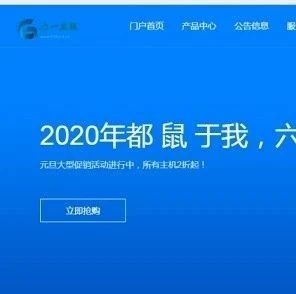 门户首页 产品中心 公告信息
2020年都 鼠 于我，六
元旦大型促销活动进行中，所有主机2折起！
立即抢购